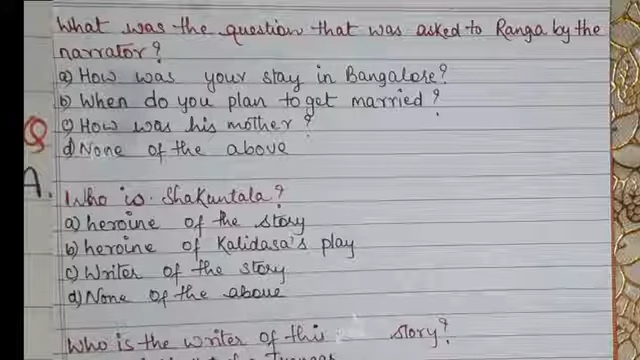 What was the question that was asked to Ranga by the
narrator?
a) How was your stay in Bangalore?
b) When do you plan to get married?
c) How was his mother?
Q
d) None of the above
A.
Who is Shakuntala?
a) heroine of the story
b) heroine of Kalidasa's play
c) Writer of the story
d) None of the above
Who is the writer of this story?